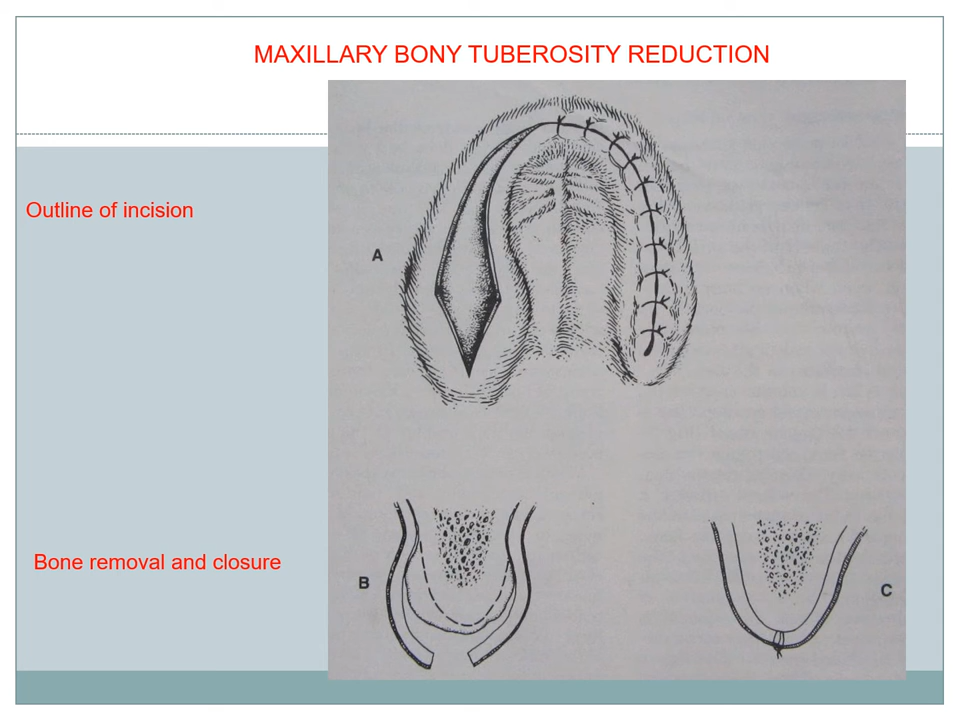 MAXILLARY BONY TUBEROSITY REDUCTION
Outline of incision
A
Bone removal and closure
B
C